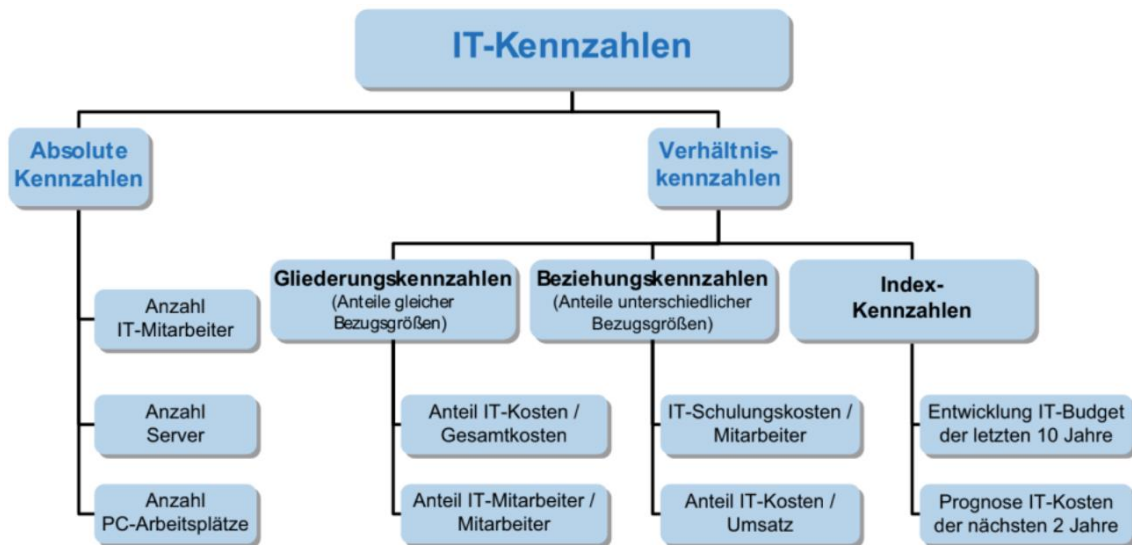 IT-Kennzahlen
Absolute
Kennzahlen
Verhältnis-
kennzahlen
Anzahl
IT-Mitarbeiter
Anzahl
Server
Anzahl
PC-Arbeitsplätze
Gliederungskennzahlen
(Anteile gleicher
Bezugsgrößen)
Anteil IT-Kosten /
Gesamtkosten
Anteil IT-Mitarbeiter /
Mitarbeiter
Beziehungskennzahlen
(Anteile unterschiedlicher
Bezugsgrößen)
IT-Schulungskosten /
Mitarbeiter
Anteil IT-Kosten /
Umsatz
Index-
Kennzahlen
Entwicklung IT-Budget
der letzten 10 Jahre
Prognose IT-Kosten
der nächsten 2 Jahre